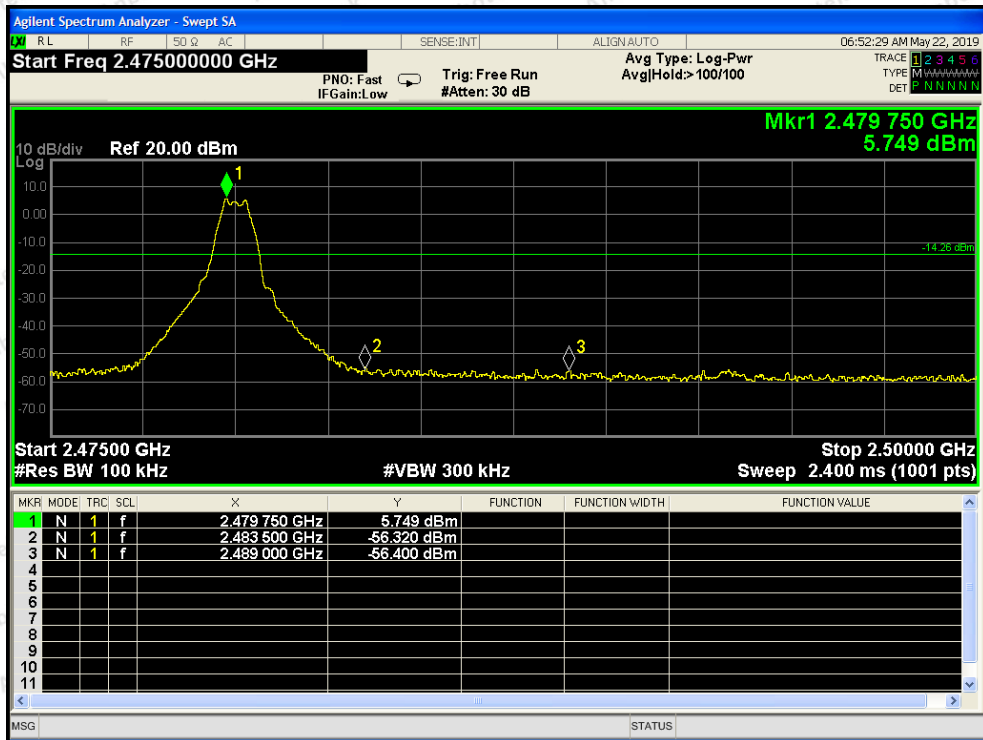 Agilent Spectrum Analyzer - Swept SA
LXI RL RF 50 Ω AC SENSE:INT ALIGN AUTO 06:52:29 AM May 22, 2019
Start Freq 2.475000000 GHz
PNO: Fast
IFGain:Low
Trig: Free Run
#Atten: 30 dB
Avg Type: Log-Pwr
Avg|Hold:>100/100
TRACE 1 2 3 4 5 6
TYPE M
DET P N N N N N
Mkr1 2.479 750 GHz
5.749 dBm
10 dB/div Ref 20.00 dBm
Log
1
10.0
0.00
-10.0
-14.26 dBm
-20.0
-30.0
-40.0
2 3
-50.0
-60.0
-70.0
Start 2.47500 GHz Stop 2.50000 GHz
#Res BW 100 kHz #VBW 300 kHz Sweep 2.400 ms (1001 pts)
MKR MODE TRC SCL X Y FUNCTION FUNCTION WIDTH FUNCTION VALUE
1 N 1 f 2.479 750 GHz 5.749 dBm
2 N 1 f 2.483 500 GHz -56.320 dBm
3 N 1 f 2.489 000 GHz -56.400 dBm
4
5
6
7
8
9
10
11
MSG STATUS